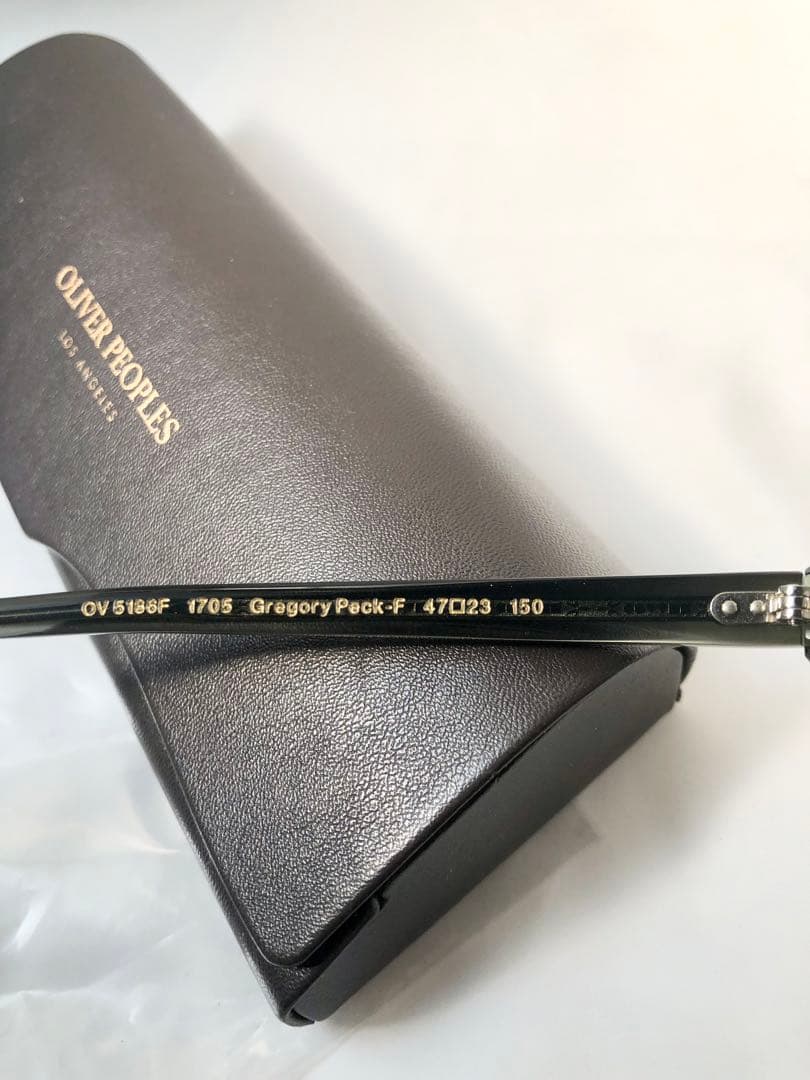 OLIVER PEOPLES
LOS ANGELES
OV 5186F 1705 Gregory Peck-F 47□23 150